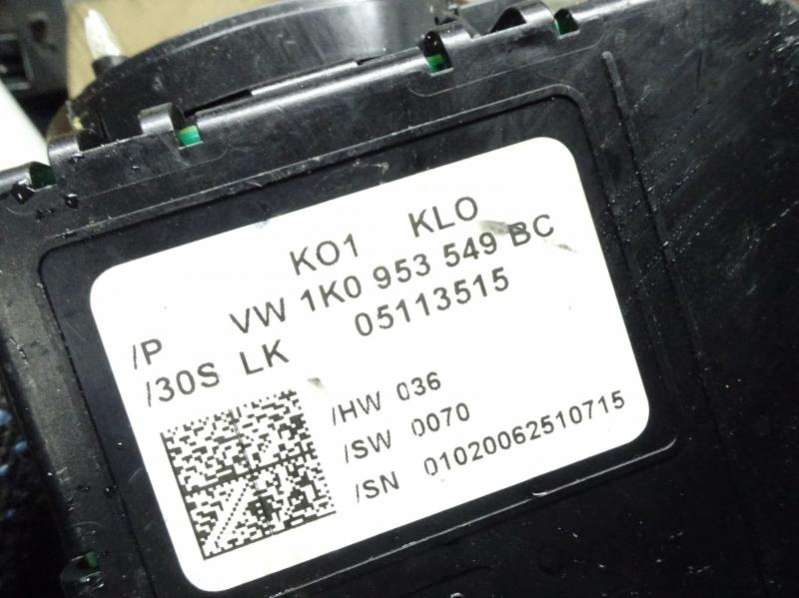 KO1 KLO
/P VW 1K0 953 549 BC
/30S LK 05113515
/HW 036
/SW 0070
/SN 01020062510715